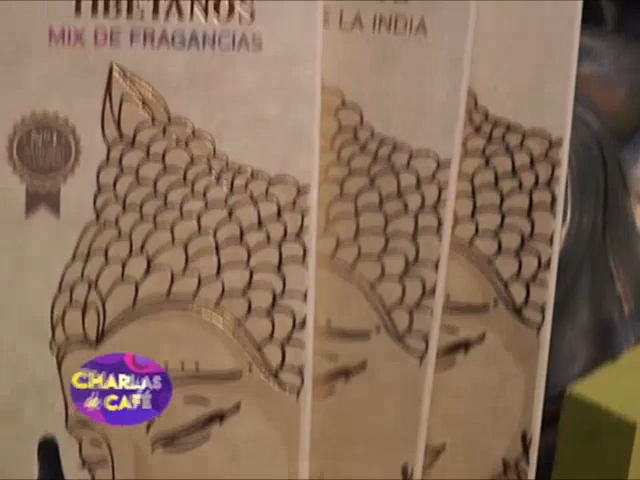 TIBETANOS
MIX DE FRAGANCIAS
LA INDIA
CHARLAS
de CAFÉ